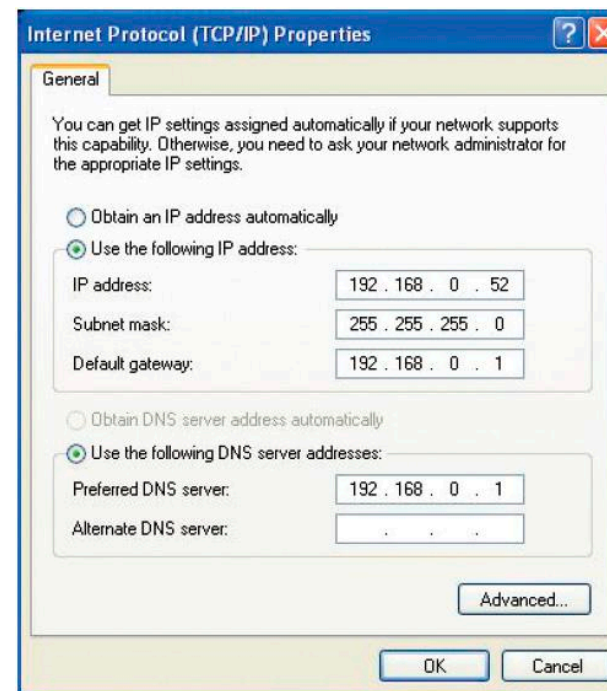 Internet Protocol (TCP/IP) Properties
General
You can get IP settings assigned automatically if your network supports
this capability. Otherwise, you need to ask your network administrator for
the appropriate IP settings.
Obtain an IP address automatically
Use the following IP address:
IP address: 192 . 168 . 0 . 52
Subnet mask: 255 . 255 . 255 . 0
Default gateway: 192 . 168 . 0 . 1
Obtain DNS server address automatically
Use the following DNS server addresses:
Preferred DNS server: 192 . 168 . 0 . 1
Alternate DNS server: . . .
Advanced...
OK Cancel